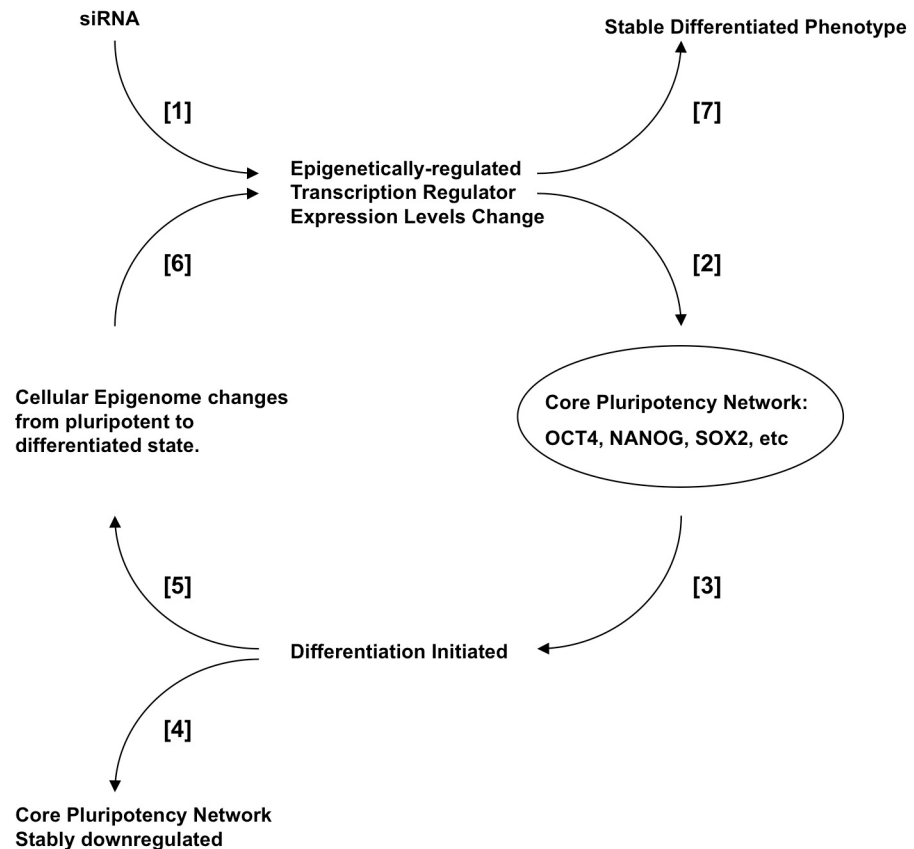 siRNA
Stable Differentiated Phenotype
[1]
[7]
Epigenetically-regulated
Transcription Regulator
Expression Levels Change
[6]
[2]
Cellular Epigenome changes
from pluripotent to
differentiated state.
Core Pluripotency Network:
OCT4, NANOG, SOX2, etc
[5]
[3]
Differentiation Initiated
[4]
Core Pluripotency Network
Stably downregulated